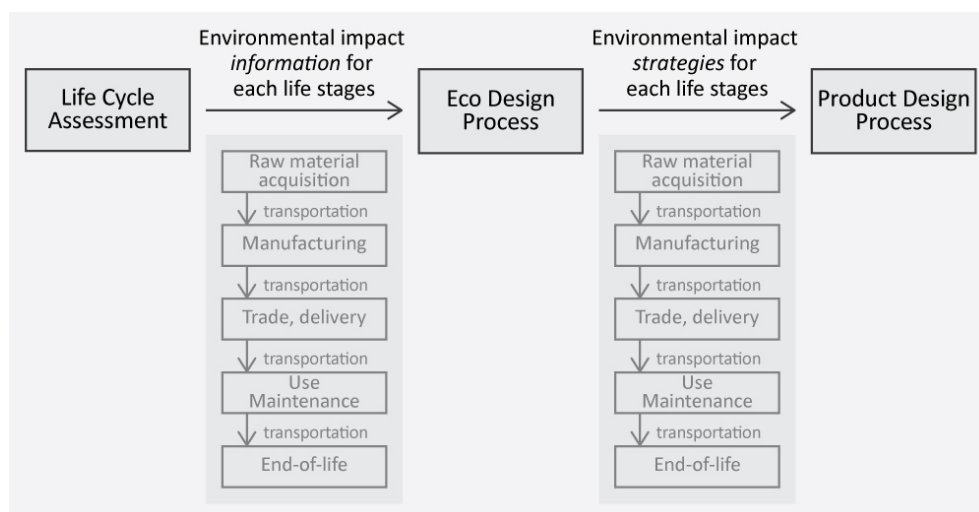 Life Cycle
Assessment
Environmental impact
information for
each life stages
Eco Design
Process
Environmental impact
strategies for
each life stages
Product Design
Process
Raw material
acquisition
transportation
Manufacturing
transportation
Trade, delivery
transportation
Use
Maintenance
transportation
End-of-life
Raw material
acquisition
transportation
Manufacturing
transportation
Trade, delivery
transportation
Use
Maintenance
transportation
End-of-life